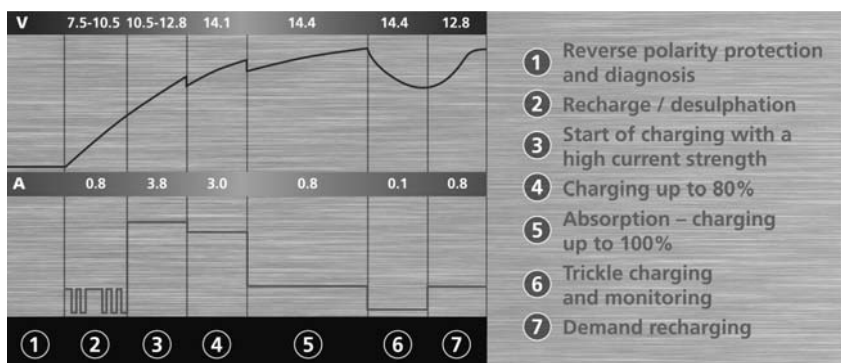 V 7.5-10.5 10.5-12.8 14.1 14.4 14.4 12.8
A 0.8 3.8 3.0 0.8 0.1 0.8
1 2 3 4 5 6 7
1 Reverse polarity protection
and diagnosis
2 Recharge / desulphation
3 Start of charging with a
high current strength
4 Charging up to 80%
5 Absorption – charging
up to 100%
6 Trickle charging
and monitoring
7 Demand recharging